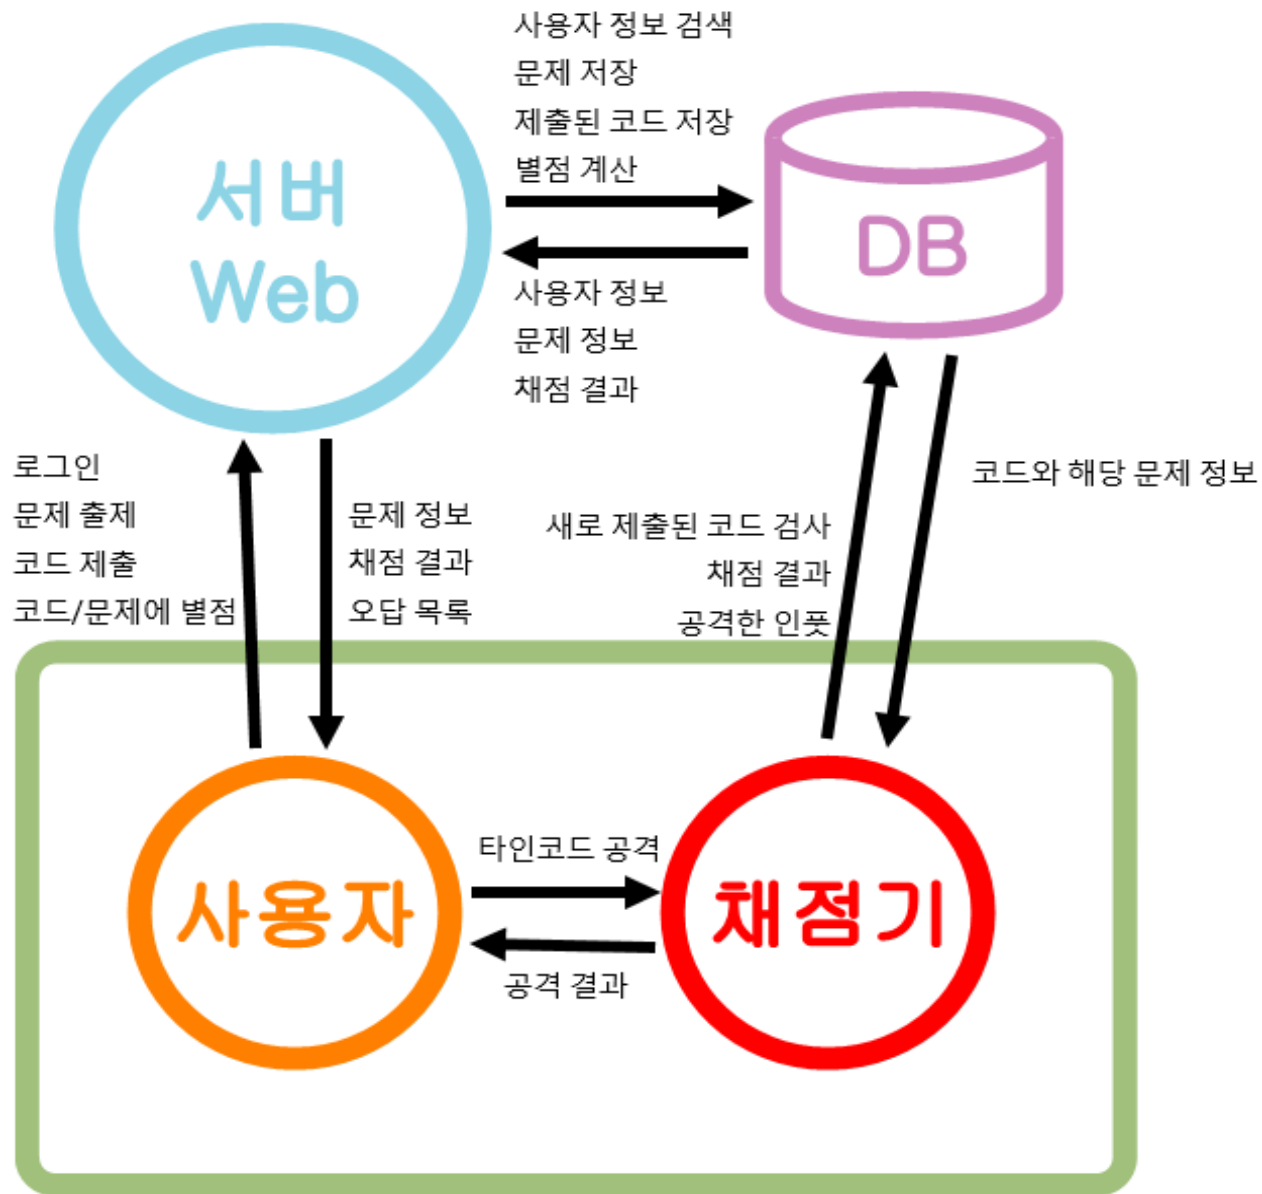 사용자 정보 검색
문제 저장
제출된 코드 저장
별점 계산
서버
Web
DB
사용자 정보
문제 정보
채점 결과
로그인
문제 출제
코드 제출
코드/문제에 별점
문제 정보
채점 결과
오답 목록
새로 제출된 코드 검사
채점 결과
공격한 인풋
코드와 해당 문제 정보
사용자
타인코드 공격
공격 결과
채점기